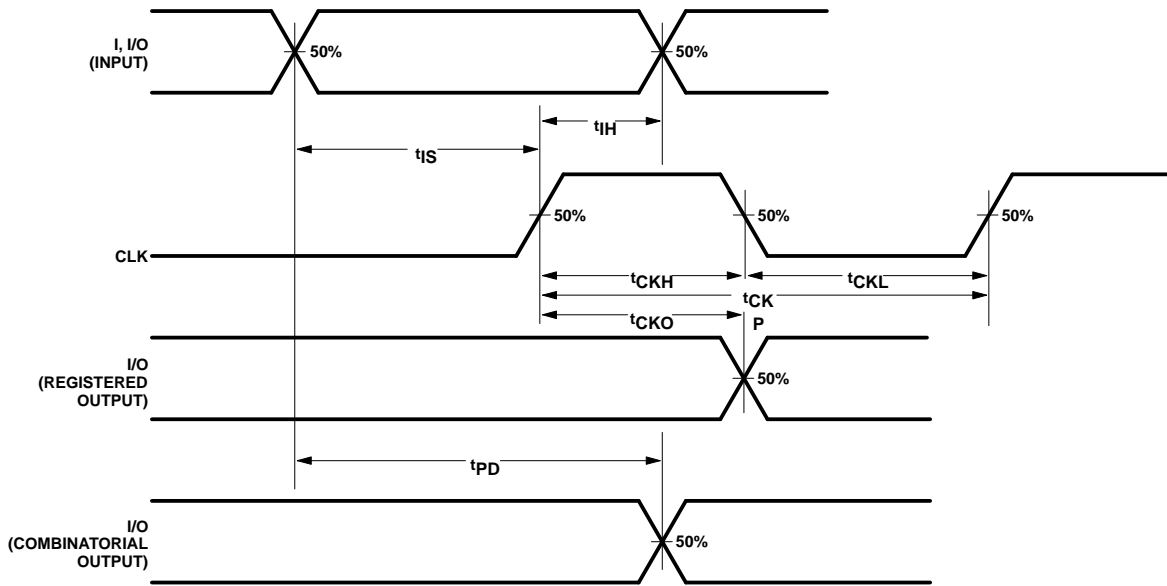 I, I/O
(INPUT)
50%
50%
tIH
tIS
CLK
50%
50%
50%
tCKH
tCKL
tCK
tCKO
P
I/O
(REGISTERED
OUTPUT)
50%
tPD
I/O
(COMBINATORIAL
OUTPUT)
50%